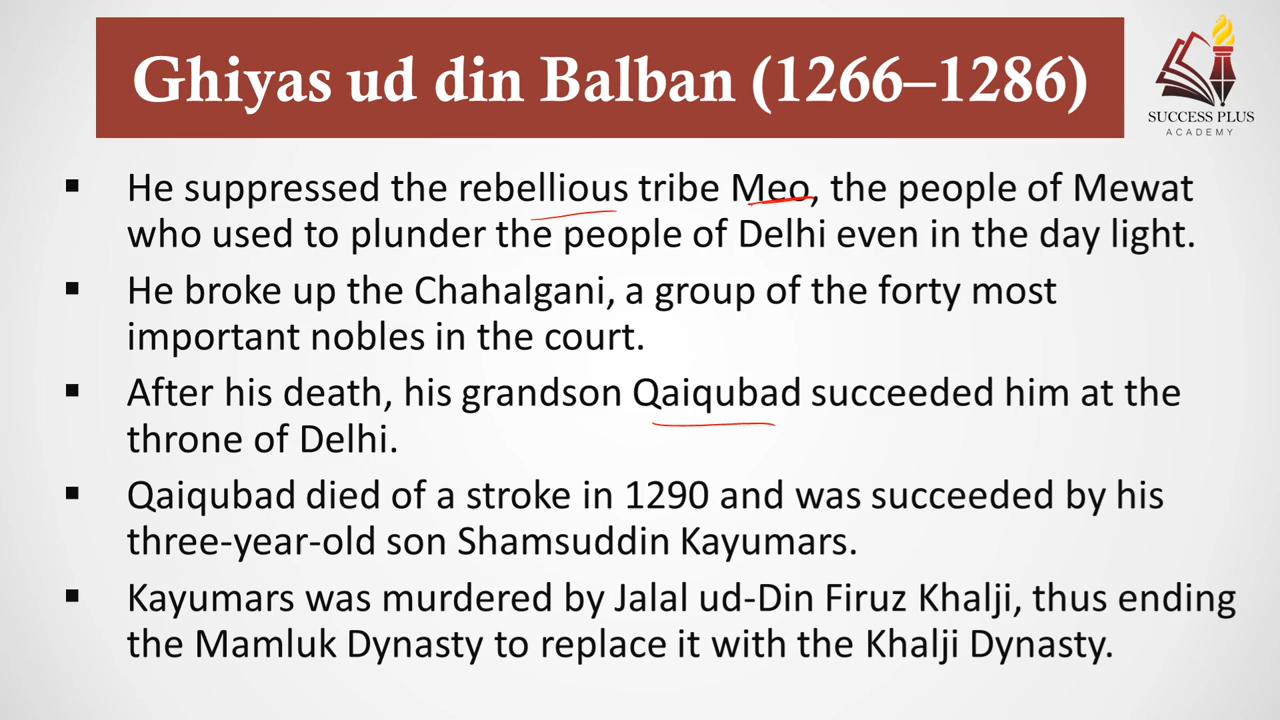 Ghiyas ud din Balban (1266–1286)
SUCCESS PLUS
ACADEMY
▪ He suppressed the rebellious tribe Meo, the people of Mewat
who used to plunder the people of Delhi even in the day light.
▪ He broke up the Chahalgani, a group of the forty most
important nobles in the court.
▪ After his death, his grandson Qaiqubad succeeded him at the
throne of Delhi.
▪ Qaiqubad died of a stroke in 1290 and was succeeded by his
three-year-old son Shamsuddin Kayumars.
▪ Kayumars was murdered by Jalal ud-Din Firuz Khalji, thus ending
the Mamluk Dynasty to replace it with the Khalji Dynasty.